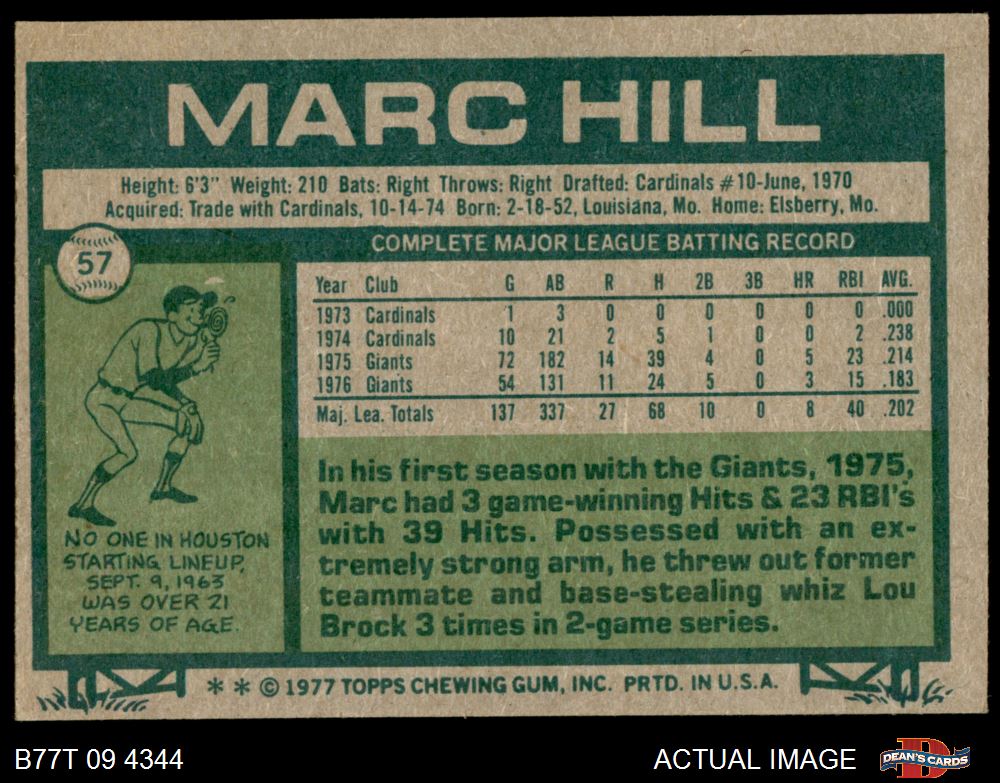 MARC HILL
Height: 6'3" Weight: 210 Bats: Right Throws: Right Drafted: Cardinals #10-June, 1970
Acquired: Trade with Cardinals, 10-14-74 Born: 2-18-52, Louisiana, Mo. Home: Elsberry, Mo.
57
COMPLETE MAJOR LEAGUE BATTING RECORD
Year Club G AB R H 2B 3B HR RBI AVG.
1973 Cardinals 1 3 0 0 0 0 0 0 .000
1974 Cardinals 10 21 2 5 1 0 0 2 .238
1975 Giants 72 182 14 39 4 0 5 23 .214
1976 Giants 54 131 11 24 5 0 3 15 .183
Maj. Lea. Totals 137 337 27 68 10 0 8 40 .202
In his first season with the Giants, 1975,
Marc had 3 game-winning Hits & 23 RBI's
with 39 Hits. Possessed with an ex-
tremely strong arm, he threw out former
teammate and base-stealing whiz Lou
Brock 3 times in 2-game series.
NO ONE IN HOUSTON
STARTING LINEUP,
SEPT. 9, 1963
WAS OVER 21
YEARS OF AGE.
* * © 1977 TOPPS CHEWING GUM, INC. PRTD. IN U.S.A.
B77T 09 4344
ACTUAL IMAGE
D
DEAN'S CARDS